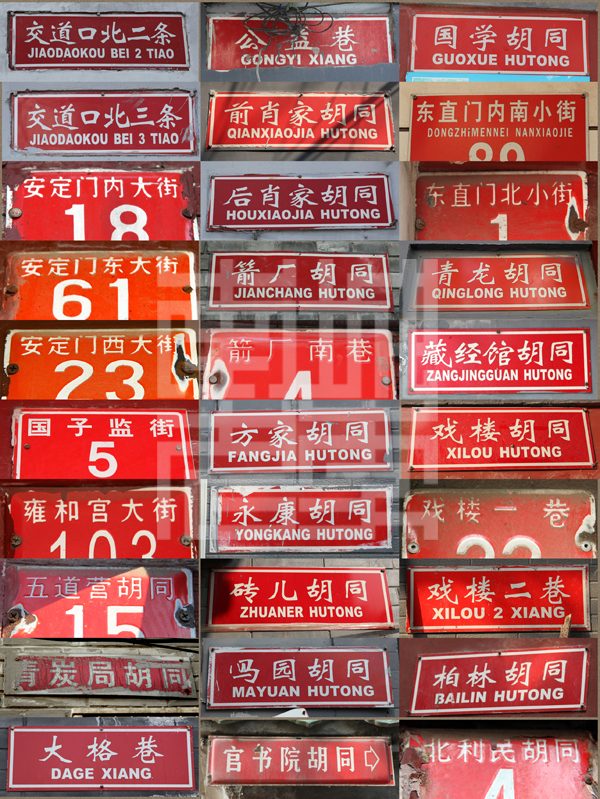 交道口北二条
JIAODAOKOU BEI 2 TIAO
公益巷
GONGYI XIANG
国学胡同
GUOXUE HUTONG
交道口北三条
JIAODAOKOU BEI 3 TIAO
前肖家胡同
QIANXIAOJIA HUTONG
东直门内南小街
DONGZHiMENNEI NANXIAOJIE
安定门内大街
18
后肖家胡同
HOUXIAOJIA HUTONG
东直门北小街
1
安定门东大街
61
箭厂胡同
JIANCHANG HUTONG
青龙胡同
QINGLONG HUTONG
安定门西大街
23
箭厂南巷
4
藏经馆胡同
ZANGJINGGUAN HUTONG
国子监街
5
方家胡同
FANGJIA HUTONG
戏楼胡同
XILOU HUTONG
雍和宫大街
103
永康胡同
YONGKANG HUTONG
戏楼一巷
五道营胡同
15
砖儿胡同
ZHUANER HUTONG
戏楼二巷
XILOU 2 XIANG
青炭局胡同
马园胡同
MAYUAN HUTONG
柏林胡同
BAILIN HUTONG
大格巷
DAGE XIANG
官书院胡同
北利民胡同
4